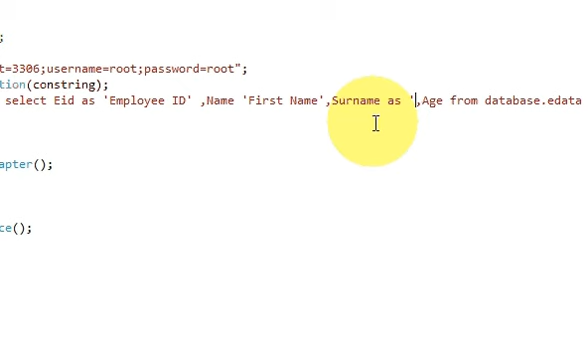 ;
t=3306;username=root;password=root";
tion(constring);
select Eid as 'Employee ID' ,Name 'First Name',Surname as ',Age from database.edata
apter();
ce();